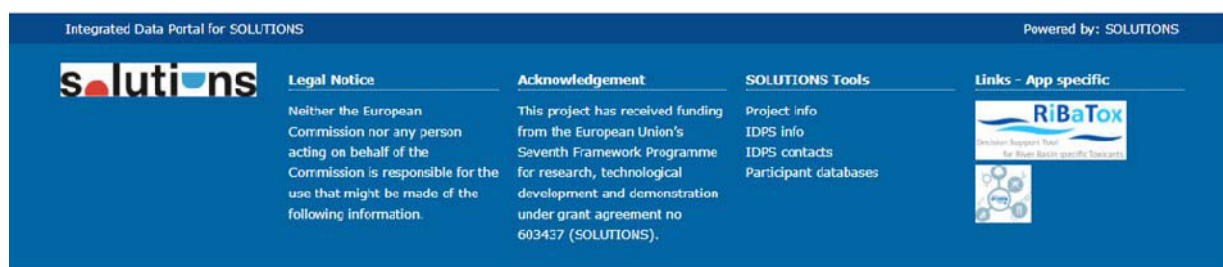 Integrated Data Portal for SOLUTIONS
Powered by: SOLUTIONS
solutions
Legal Notice
Neither the European
Commission nor any person
acting on behalf of the
Commission is responsible for the
use that might be made of the
following information.
Acknowledgement
This project has received funding
from the European Union's
Seventh Framework Programme
for research, technological
development and demonstration
under grant agreement no
603437 (SOLUTIONS).
SOLUTIONS Tools
Project info
IDPS info
IDPS contacts
Participant databases
Links - App specific
RiBaTox
Decision Support Tool
for River Basin specific Toxicants